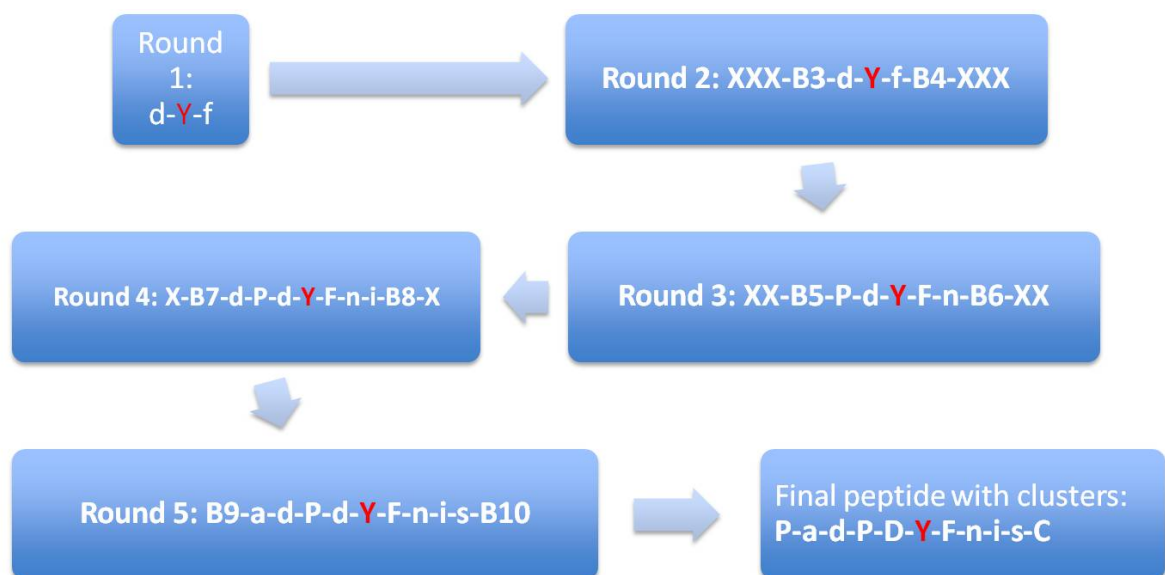 Round
1:
d-Y-f
Round 2: XXX-B3-d-Y-f-B4-XXX
Round 3: XX-B5-P-d-Y-F-n-B6-XX
Round 4: X-B7-d-P-d-Y-F-n-i-B8-X
Round 5: B9-a-d-P-d-Y-F-n-i-s-B10
Final peptide with clusters:
P-a-d-P-D-Y-F-n-i-s-C